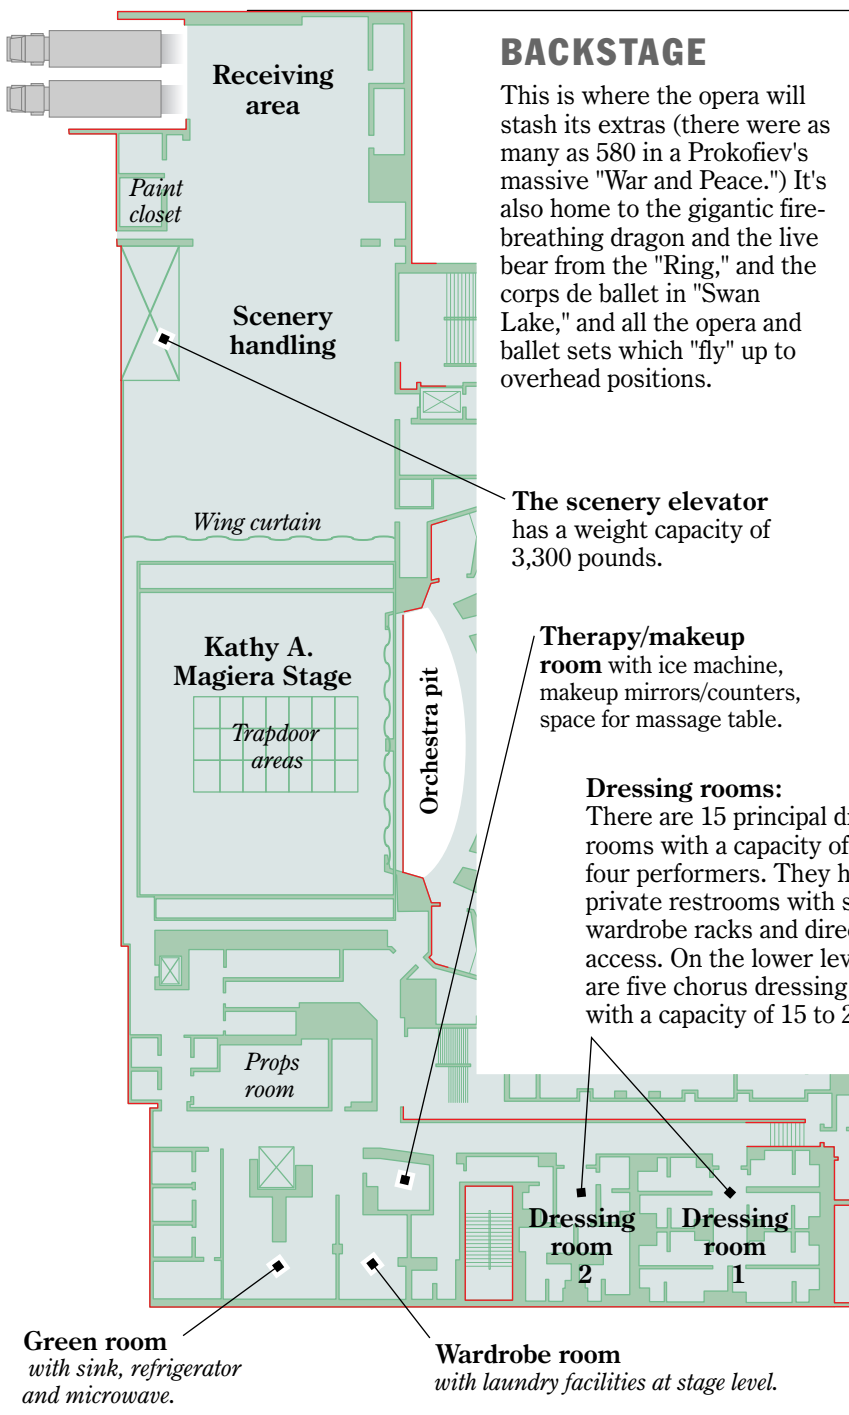 BACKSTAGE
This is where the opera will
stash its extras (there were as
many as 580 in a Prokofiev's
massive "War and Peace.") It's
also home to the gigantic fire-
breathing dragon and the live
bear from the "Ring," and the
corps de ballet in "Swan
Lake," and all the opera and
ballet sets which "fly" up to
overhead positions.
Receiving
area
Paint
closet
Scenery
handling
The scenery elevator
has a weight capacity of
3,300 pounds.
Wing curtain
Kathy A.
Magiera Stage
Trapdoor
areas
Orchestra pit
Therapy/makeup
room with ice machine,
makeup mirrors/counters,
space for massage table.
Dressing rooms:
There are 15 principal
rooms with a capacity of
four performers. They
private restrooms with
wardrobe racks and
access. On the lower
are five chorus dressing
with a capacity of 15 to
Props
room
Dressing
room
2
Dressing
room
1
Green room
with sink, refrigerator
and microwave.
Wardrobe room
with laundry facilities at stage level.